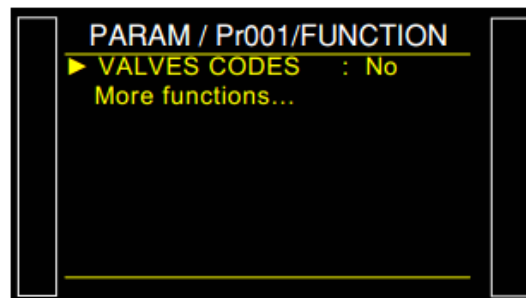 PARAM / Pr001/FUNCTION
► VALVES CODES : No
More functions...